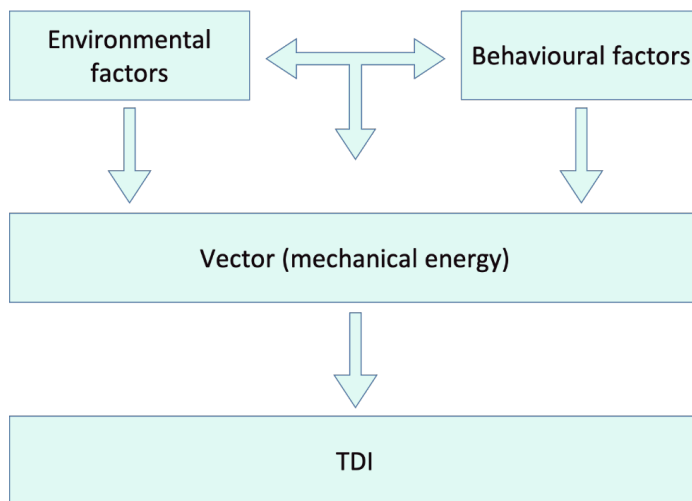 Environmental
factors
Behavioural factors
Vector (mechanical energy)
TDI